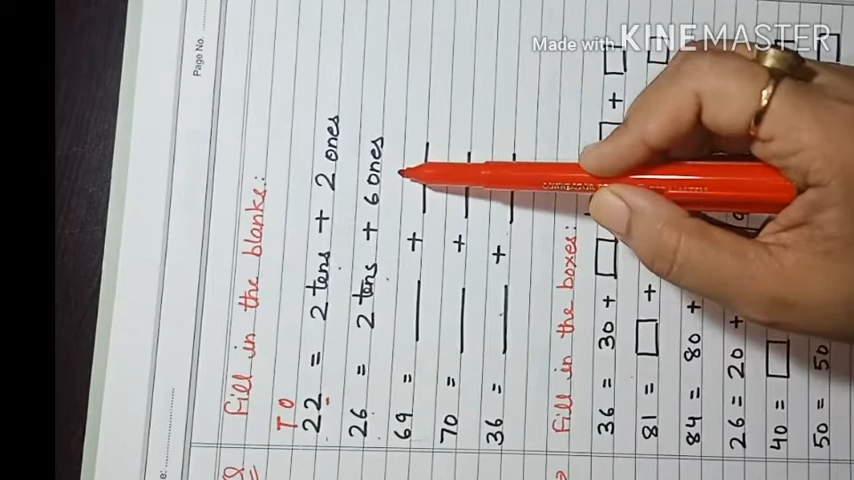 Made with KINEMASTER
Page No.
Q Fill in the blanks:
TO
22 = 2 tens + 2 ones
26 = 2 tens + 6 ones
69 = ___ + ___
70 = ___ + ___
36 = ___ + ___
Fill in the boxes:
36 = 30 + □ + □
81 = □ + □
84 = 80 +
26 = 20 +
40 = □
50 = 50